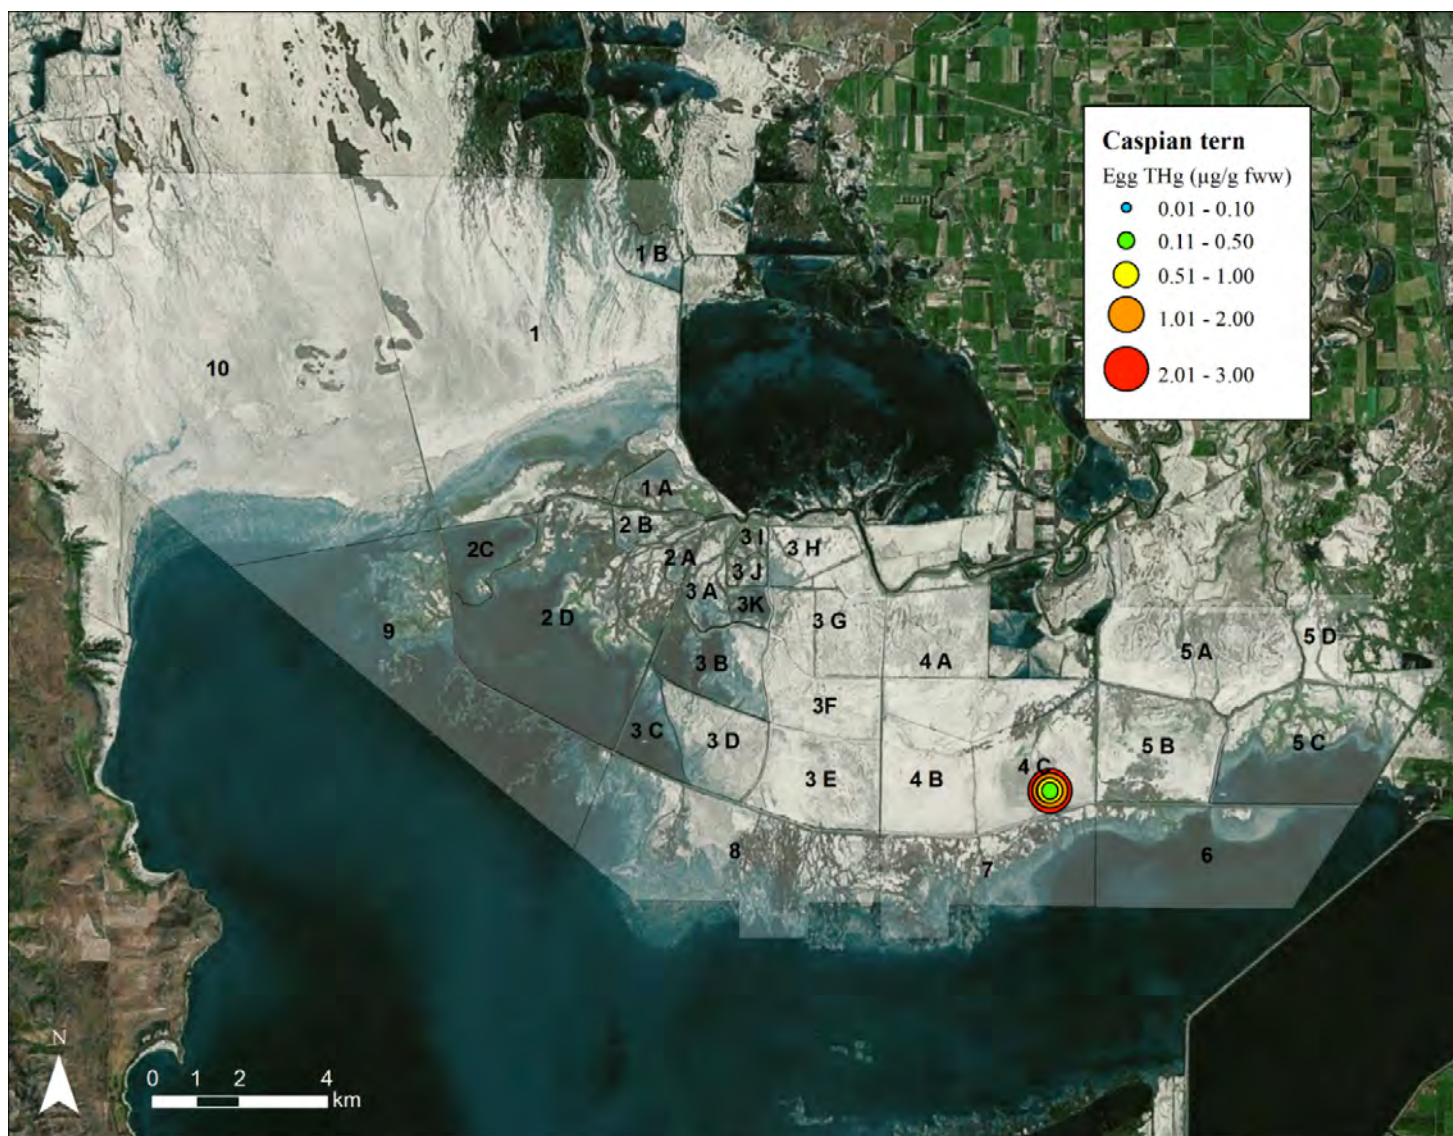 Caspian tern
Egg THg (µg/g fww)
0.01 - 0.10
0.11 - 0.50
0.51 - 1.00
1.01 - 2.00
2.01 - 3.00
1 B
1
10
1 A
2 B
3 I
2C
3 H
2 A
3 J
3 A
3K
2 D
3 G
9
5 D
5 A
3 B
4 A
3F
3 C
3 D
5 B
5 C
4 C
3 E
4 B
8
6
7
N
0 1 2 4
km